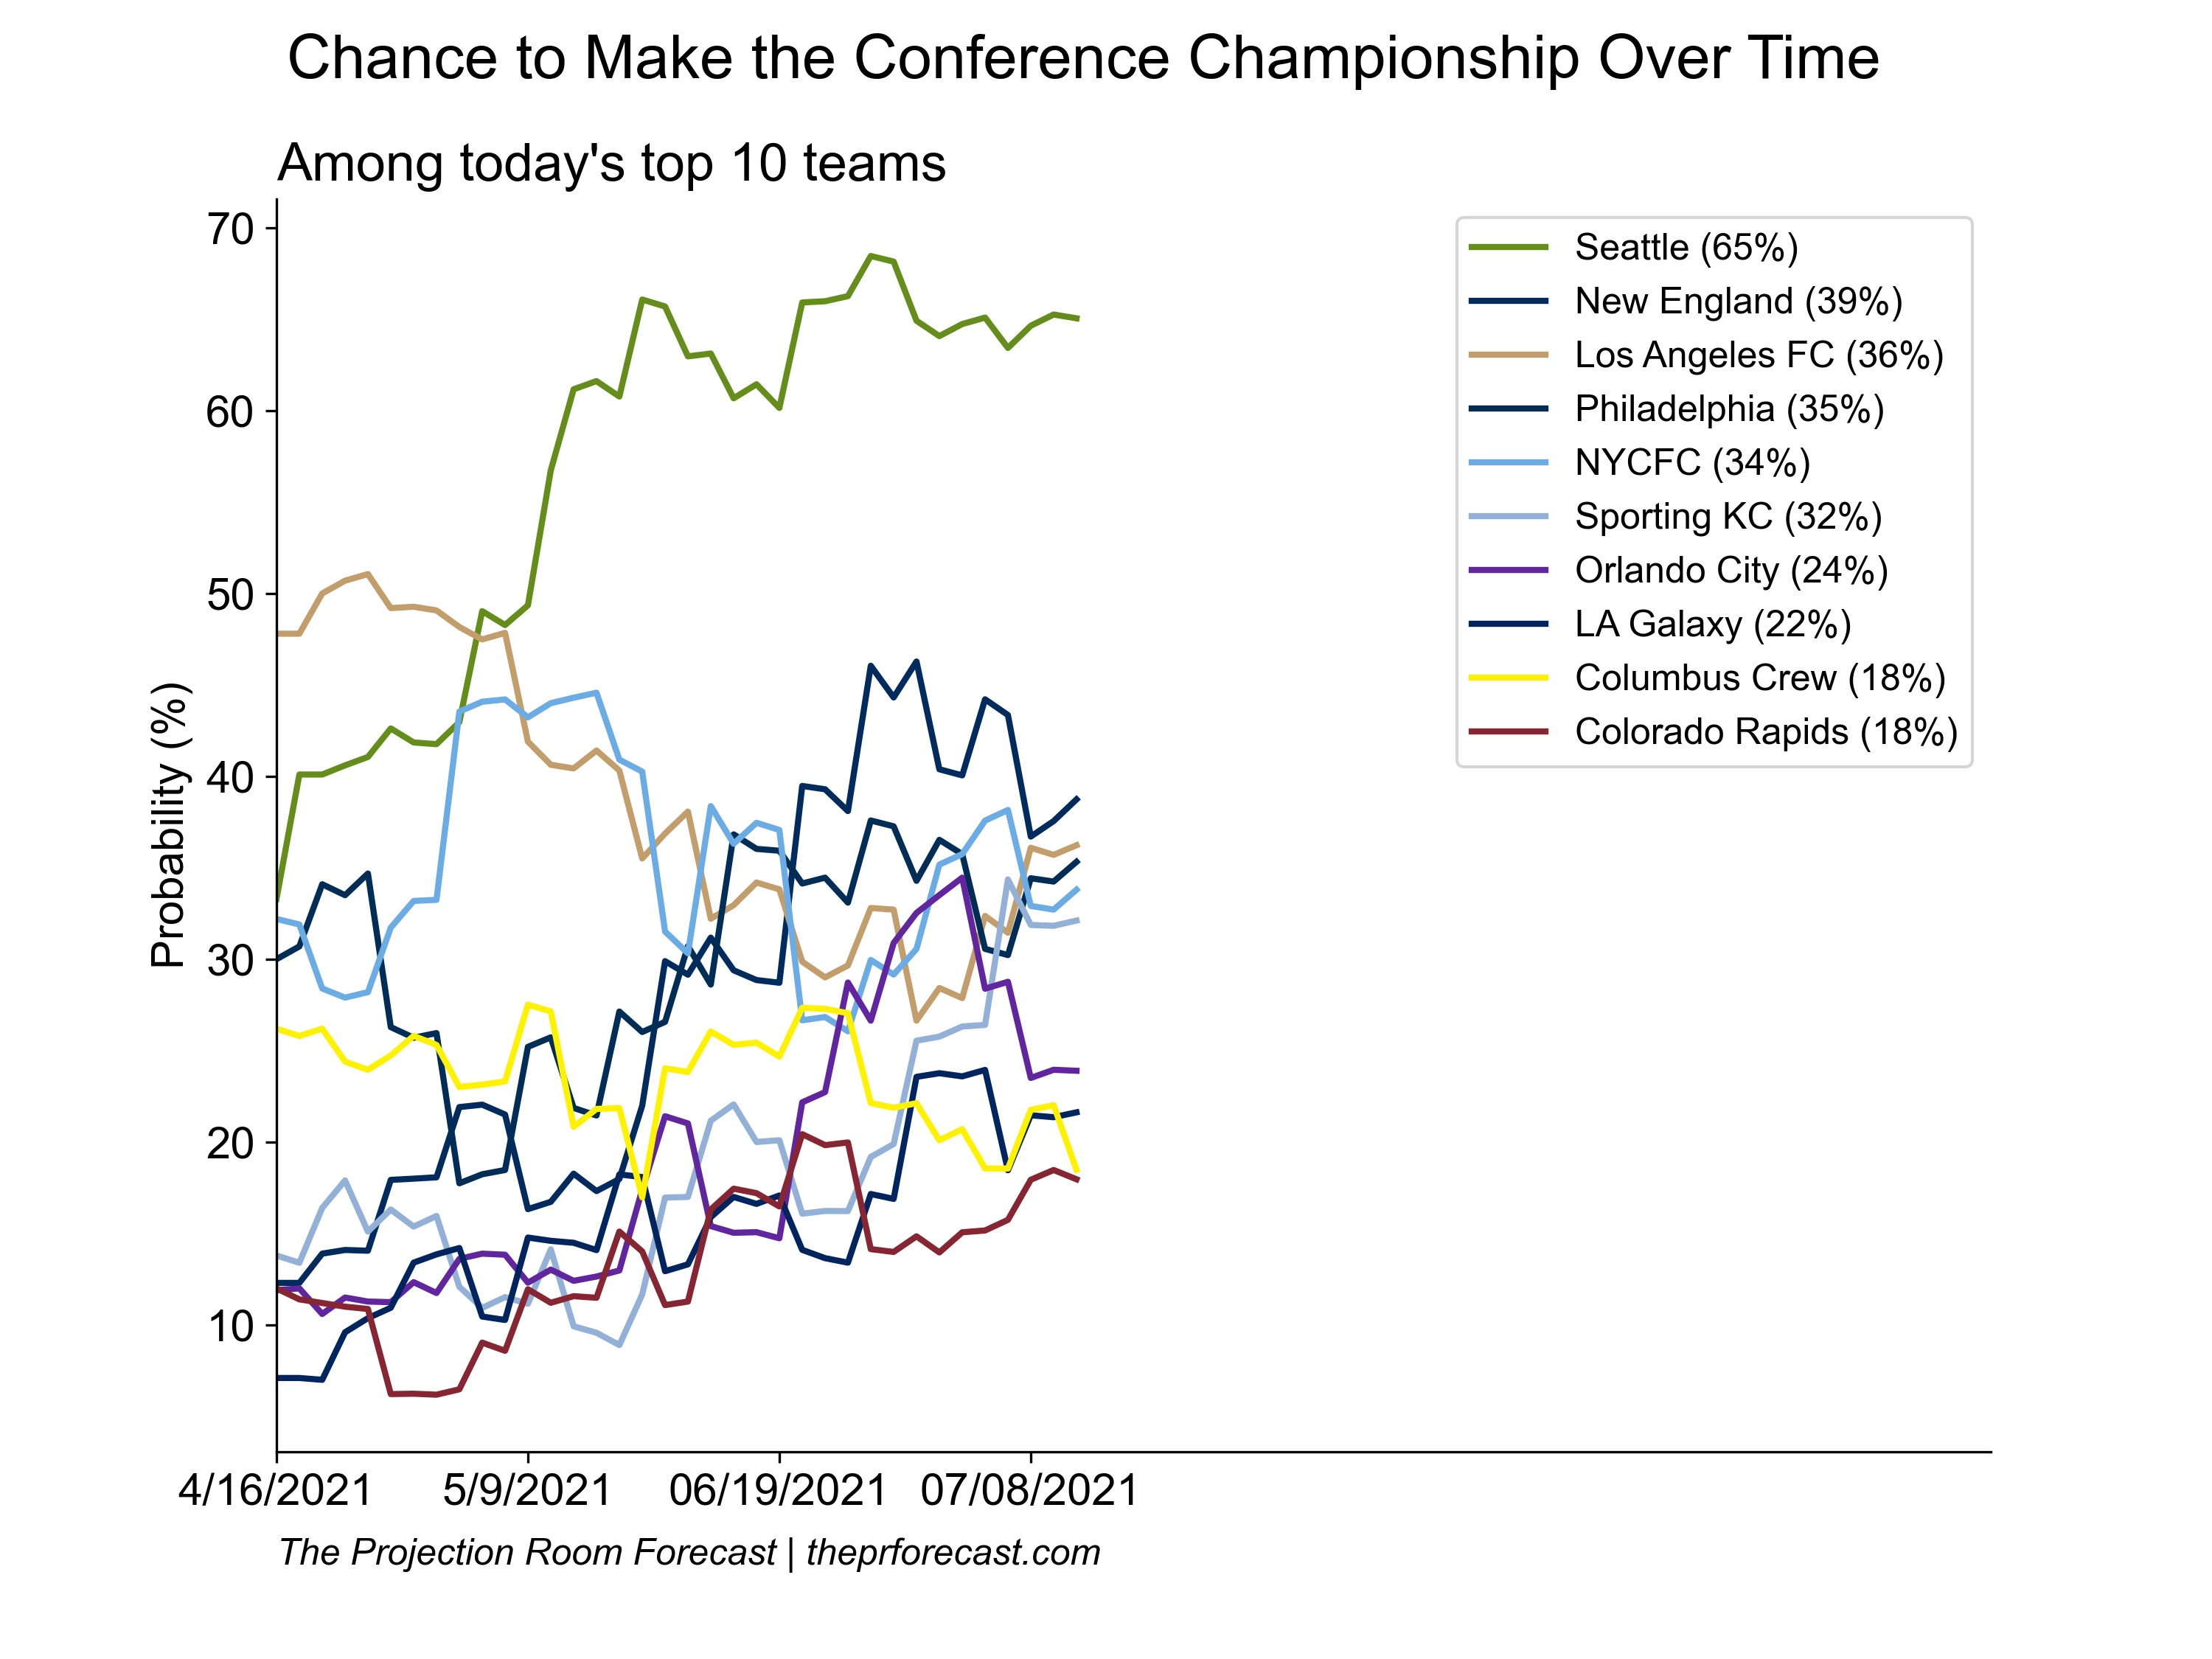 Chance to Make the Conference Championship Over Time
Among today's top 10 teams
Probability (%)
70
60
50
40
30
20
10
4/16/2021
5/9/2021
06/19/2021
07/08/2021
Seattle (65%)
New England (39%)
Los Angeles FC (36%)
Philadelphia (35%)
NYCFC (34%)
Sporting KC (32%)
Orlando City (24%)
LA Galaxy (22%)
Columbus Crew (18%)
Colorado Rapids (18%)
The Projection Room Forecast | theprforecast.com